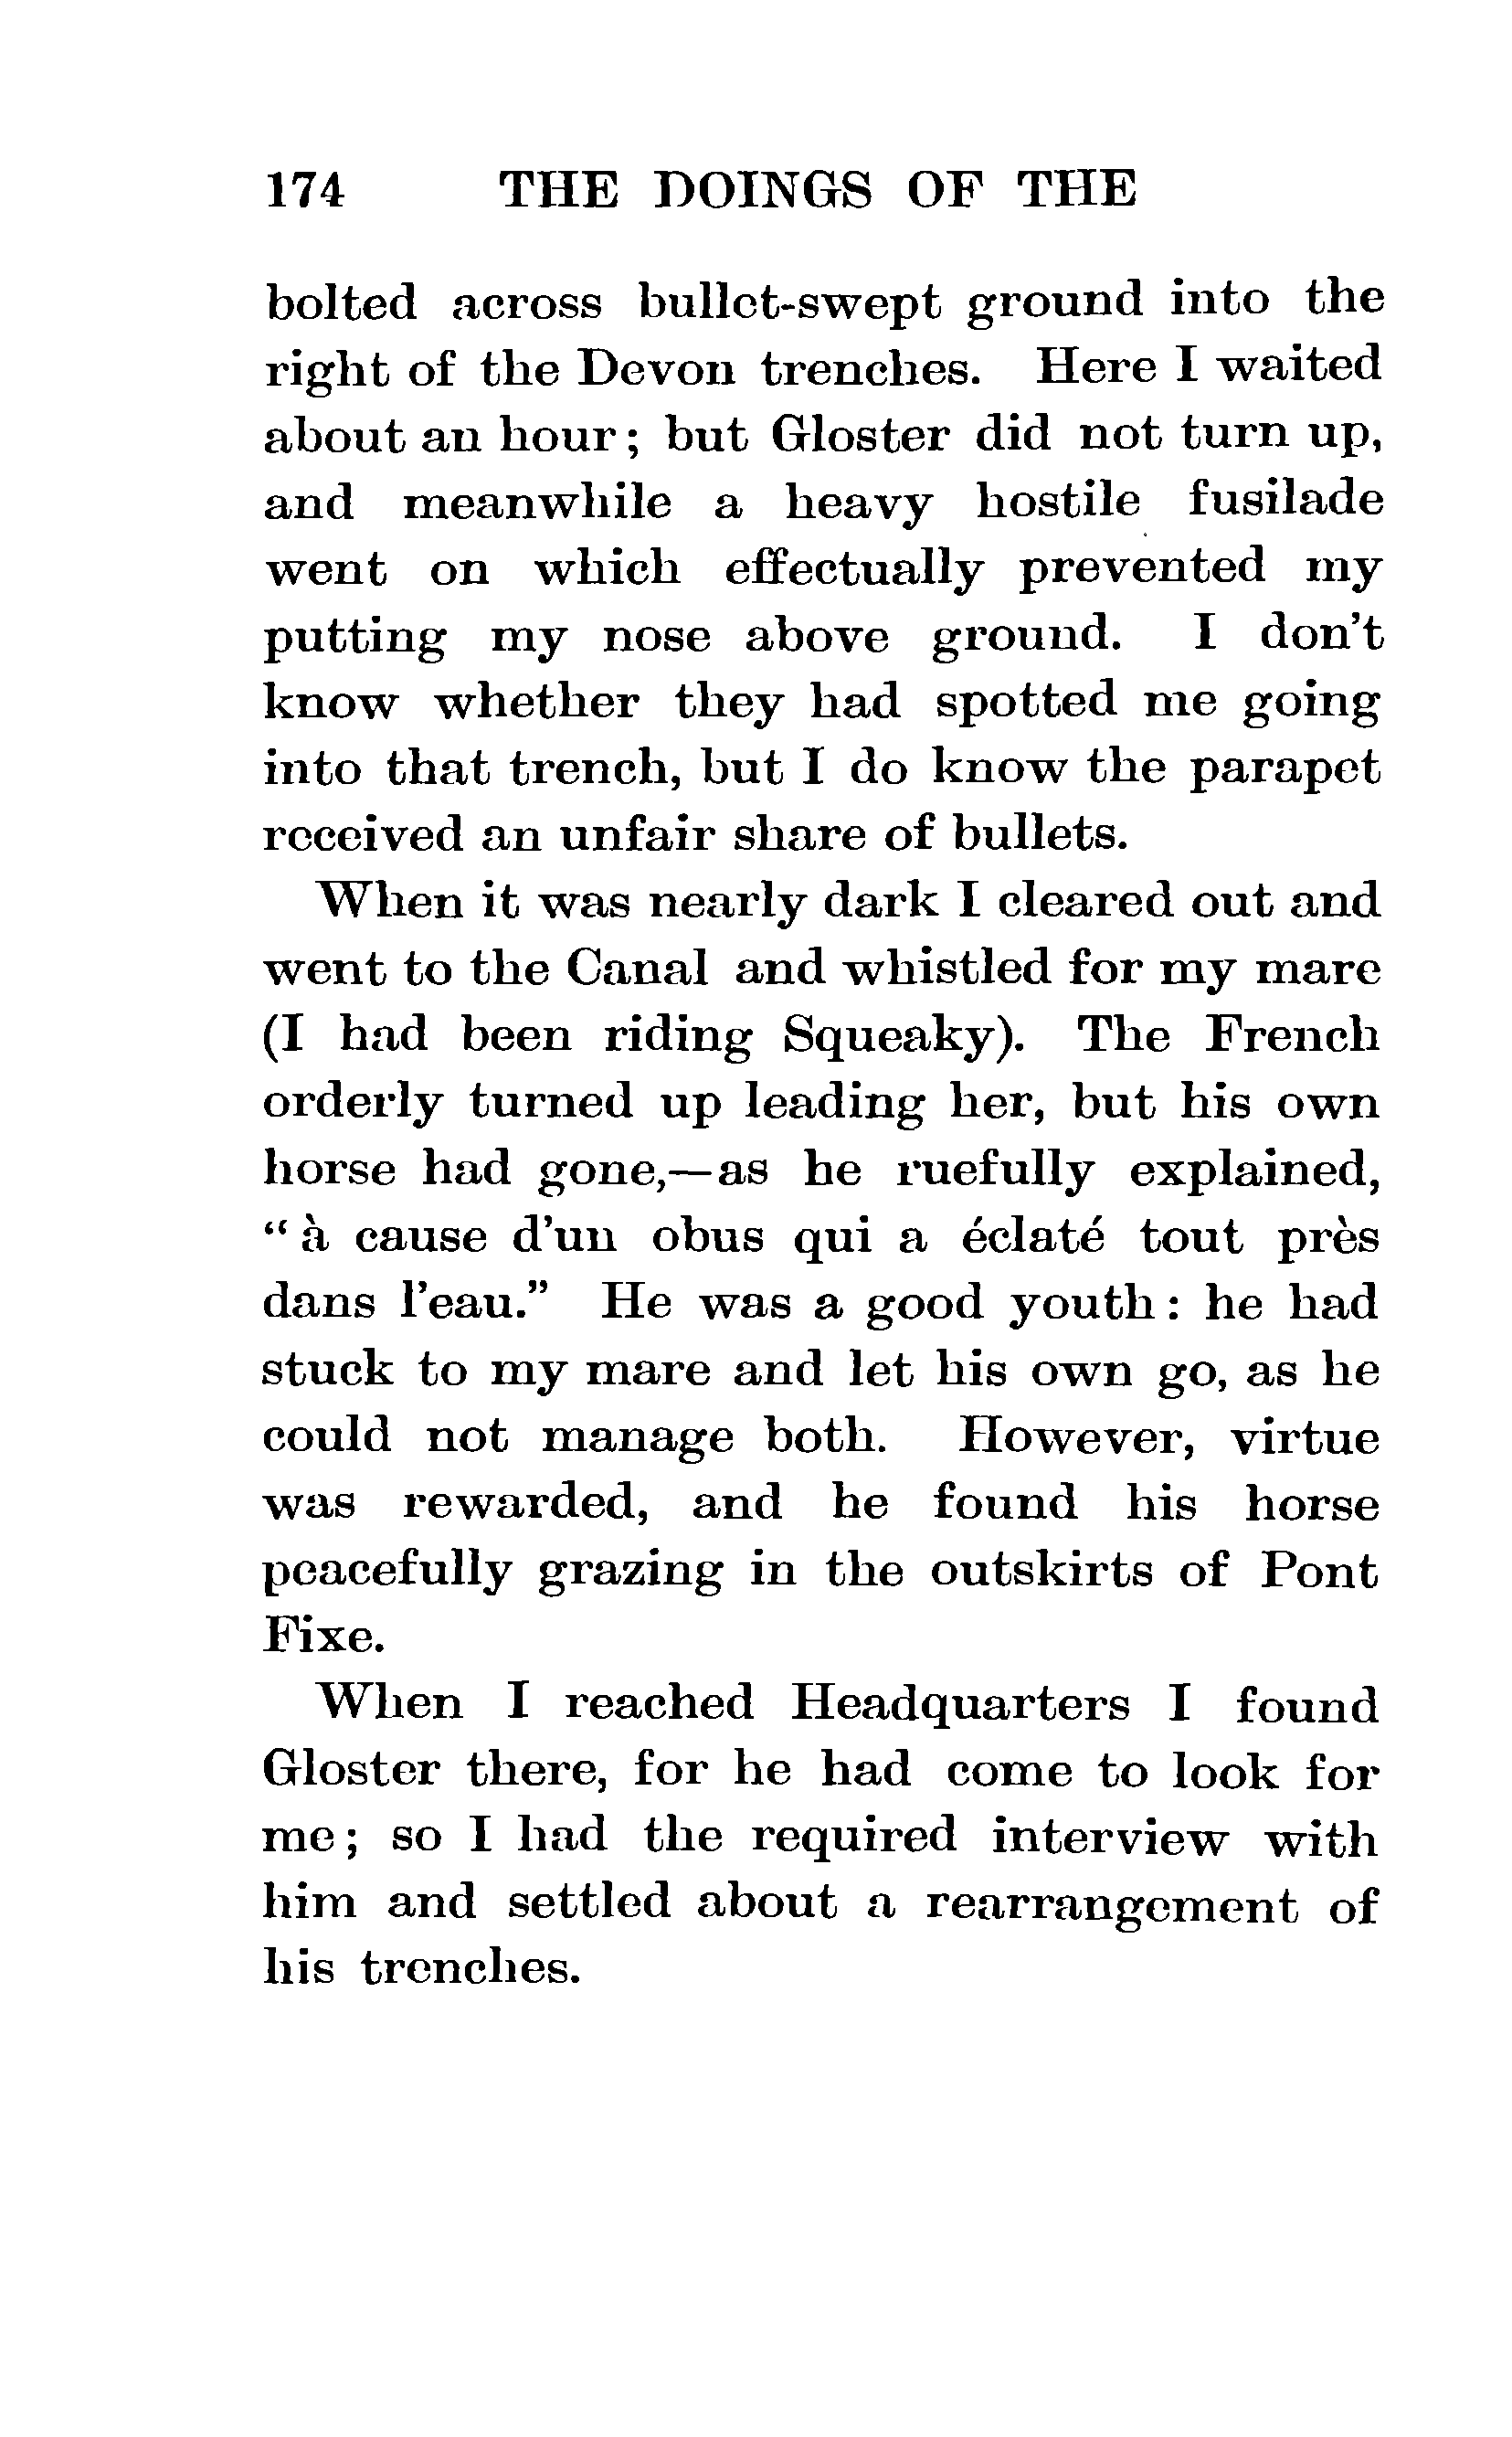 174 THE DOINGS OF THE
bolted across bullet-swept ground into the
right of the Devon trenches. Here I waited
about an hour; but Gloster did not turn up,
and meanwhile a heavy hostile fusilade
went on which effectually prevented my
putting my nose above ground. I don't
know whether they had spotted me going
into that trench, but I do know the parapet
received an unfair share of bullets.
When it was nearly dark I cleared out and
went to the Canal and whistled for my mare
(I had been riding Squeaky). The French
orderly turned up leading her, but his own
horse had gone,—as he ruefully explained,
“à cause d'un obus qui a éclaté tout près
dans l'eau.” He was a good youth: he had
stuck to my mare and let his own go, as he
could not manage both. However, virtue
was rewarded, and he found his horse
peacefully grazing in the outskirts of Pont
Fixe.
When I reached Headquarters I found
Gloster there, for he had come to look for
me; so I had the required interview with
him and settled about a rearrangement of
his trenches.